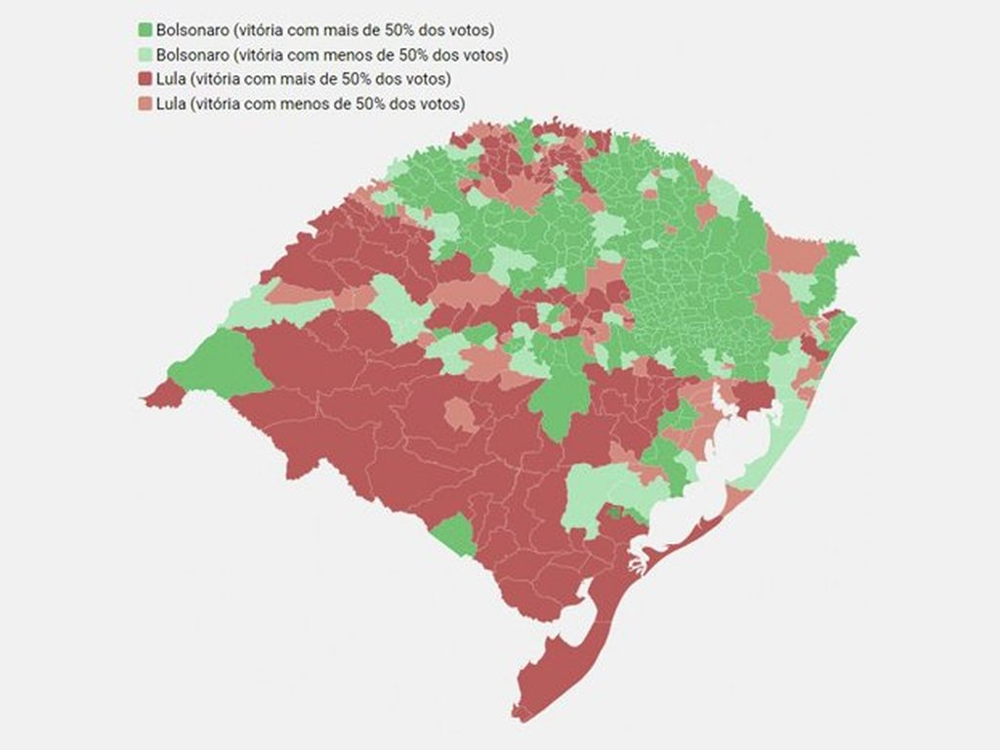 Bolsonaro (vitória com mais de 50% dos votos)
Bolsonaro (vitória com menos de 50% dos votos)
Lula (vitória com mais de 50% dos votos)
Lula (vitória com menos de 50% dos votos)